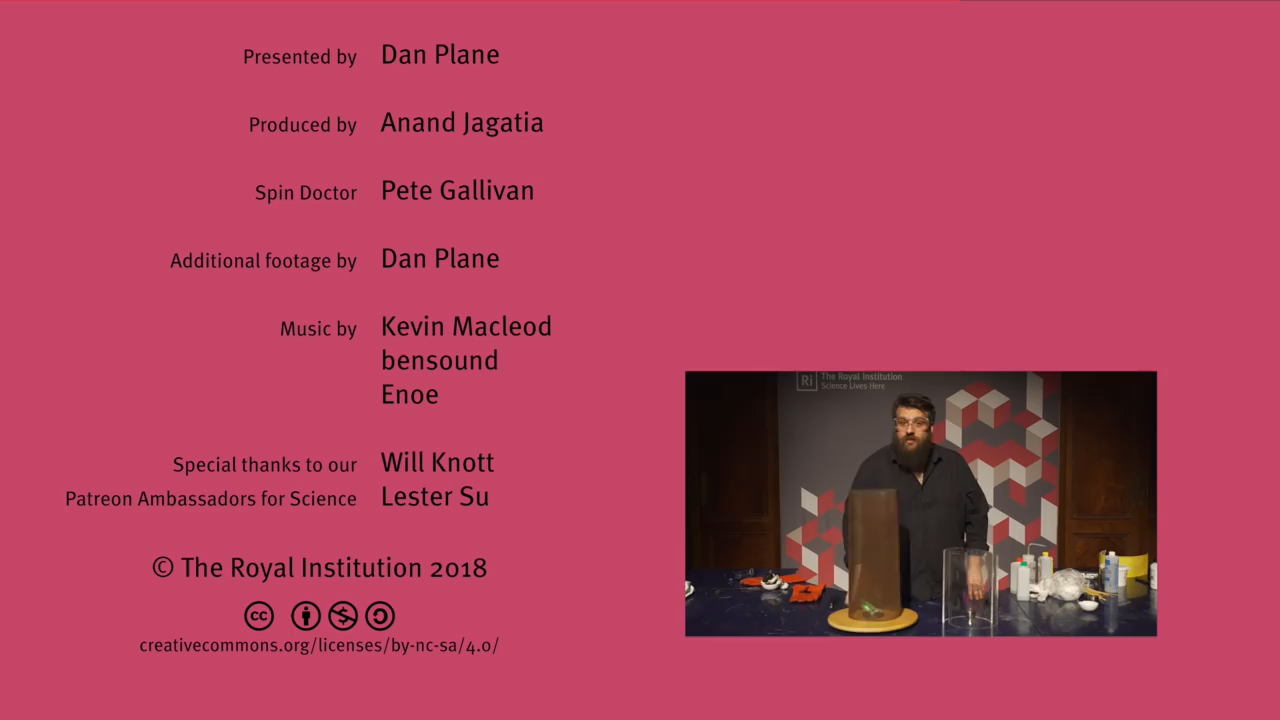 Presented by Dan Plane
Produced by Anand Jagatia
Spin Doctor Pete Gallivan
Additional footage by Dan Plane
Music by Kevin Macleod
bensound
Enoe
Special thanks to our Will Knott
Patreon Ambassadors for Science Lester Su
© The Royal Institution 2018
cc
creativecommons.org/licenses/by-nc-sa/4.0/
Ri The Royal Institution
Science Lives Here